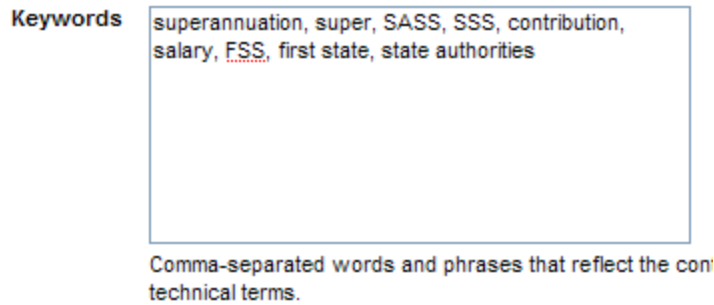 Keywords
superannuation, super, SASS, SSS, contribution,
salary, FSS, first state, state authorities
Comma-separated words and phrases that reflect the
technical terms.